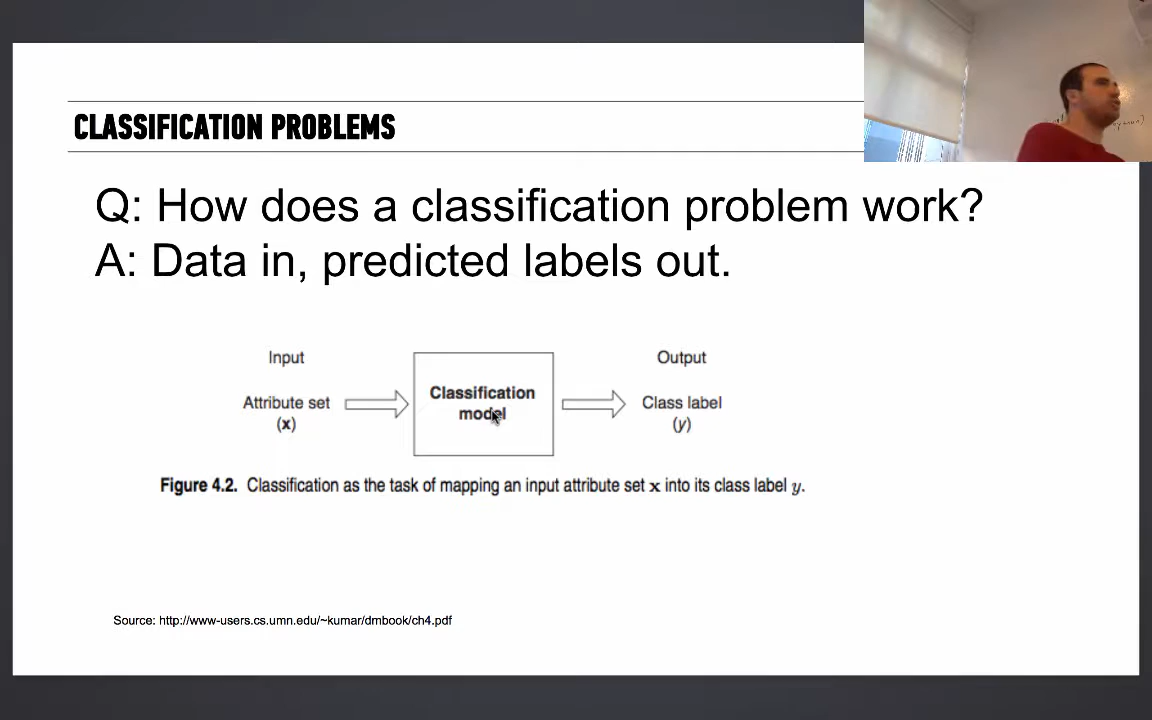 CLASSIFICATION PROBLEMS
Q: How does a classification problem work?
A: Data in, predicted labels out.
Input
Attribute set
(x)
Classification
model
Output
Class label
(y)
Figure 4.2. Classification as the task of mapping an input attribute set x into its class label y.
Source: http://www-users.cs.umn.edu/~kumar/dmbook/ch4.pdf